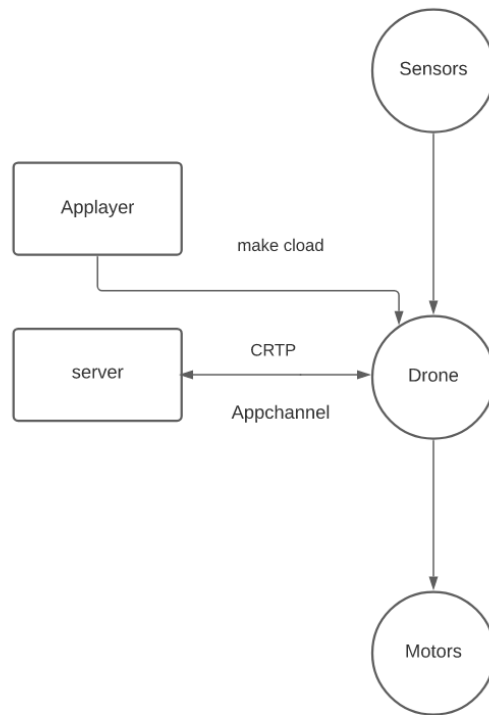 Sensors
Applayer
make cload
CRTP
server
Drone
Appchannel
Motors